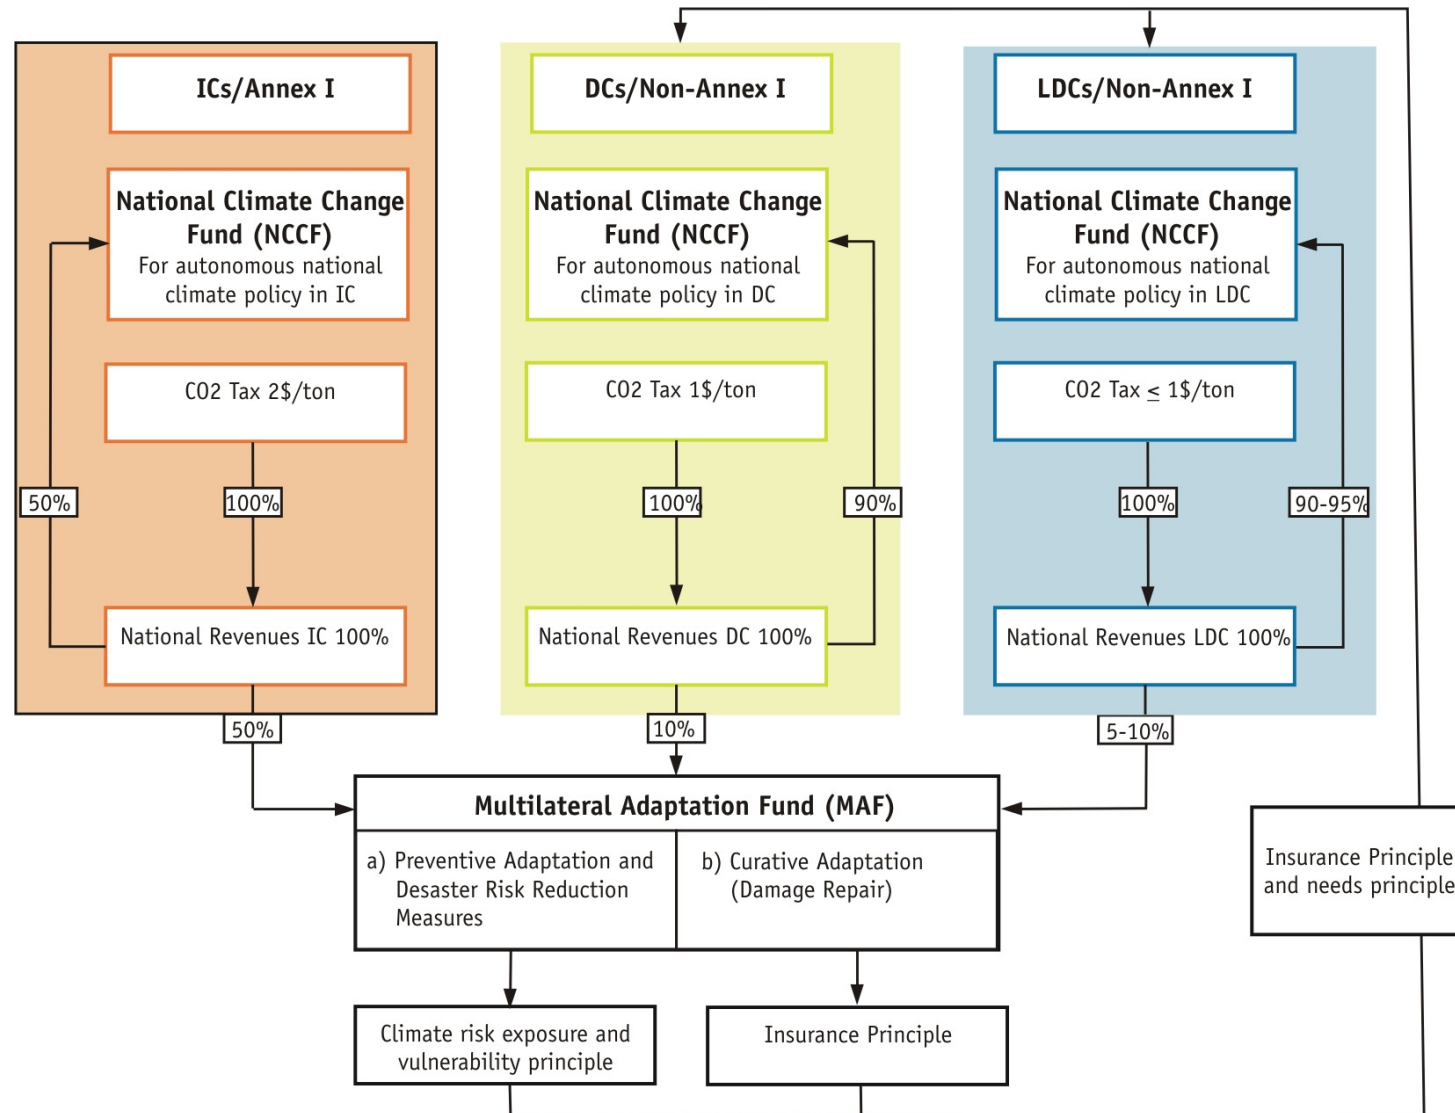 ICs/Annex I
DCs/Non-Annex I
LDCs/Non-Annex I
National Climate Change
Fund (NCCF)
For autonomous national
climate policy in IC
National Climate Change
Fund (NCCF)
For autonomous national
climate policy in DC
National Climate Change
Fund (NCCF)
For autonomous national
climate policy in LDC
CO2 Tax 2$/ton
CO2 Tax 1$/ton
CO2 Tax ≤ 1$/ton
50%
100%
100%
90%
100%
90-95%
National Revenues IC 100%
National Revenues DC 100%
National Revenues LDC 100%
50%
10%
5-10%
Multilateral Adaptation Fund (MAF)
a) Preventive Adaptation and
Desaster Risk Reduction
Measures
b) Curative Adaptation
(Damage Repair)
Insurance Principle
and needs principle
Climate risk exposure and
vulnerability principle
Insurance Principle